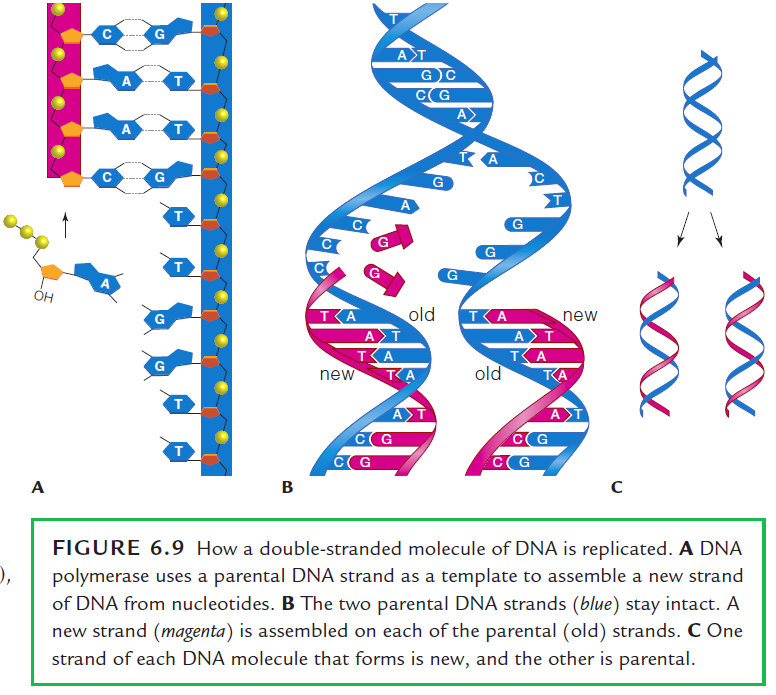 C G
A T
A T
C G
T
T
A
OH
G
G
T
T
A
T
A T
G C
C G
A
T A
G C
A T
C G
C G
C G
G G
T A old T A new
A T A T
T A T A
new T A old T A
A T A T
C G C G
C G C G
B
C
FIGURE 6.9 How a double-stranded molecule of DNA is replicated. A DNA
), polymerase uses a parental DNA strand as a template to assemble a new strand
of DNA from nucleotides. B The two parental DNA strands (blue) stay intact. A
new strand (magenta) is assembled on each of the parental (old) strands. C One
strand of each DNA molecule that forms is new, and the other is parental.